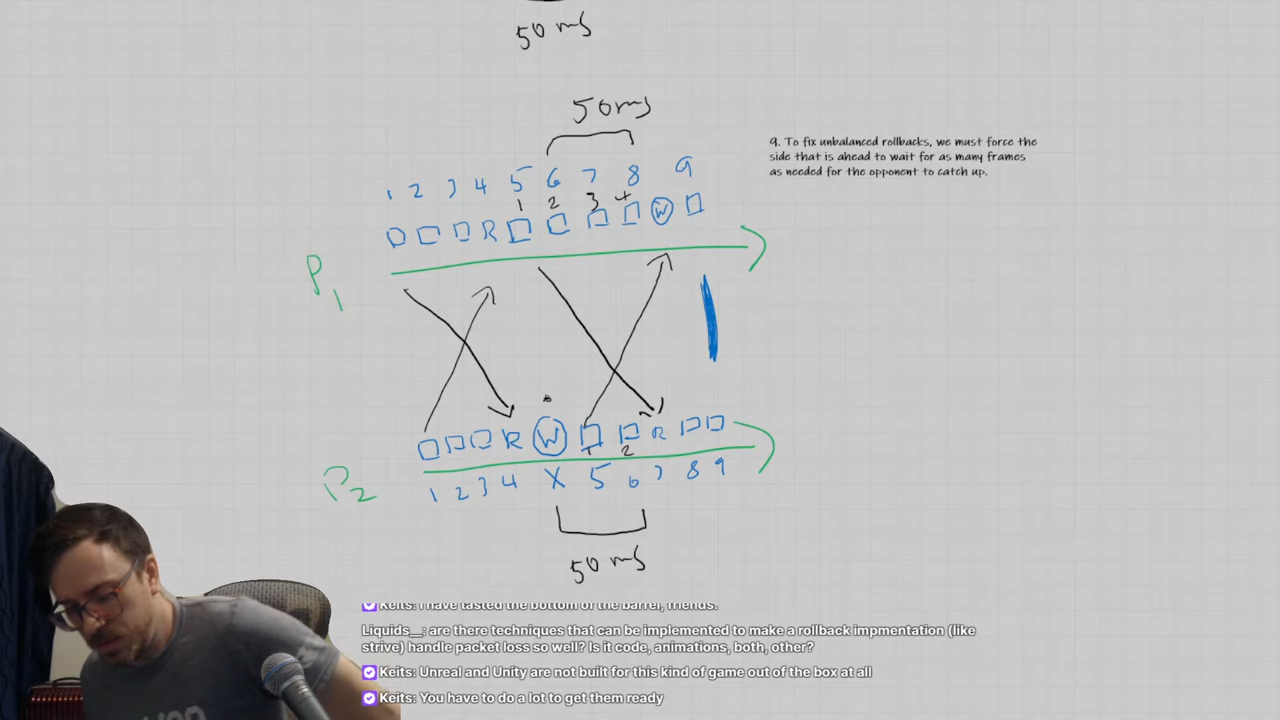 50 ms
50 ms
1 2 3 4 5 6 7 8 9
1 2 3 4
9. To fix unbalanced rollbacks, we must force the
side that is ahead to wait for as many frames
as needed for the opponent to catch up.
R W
P1
R W R
1 2
P2
1 2 3 4 X 5 6 7 8 9
50 ms
Keits: I have tasted the bottom of the barrel, friends.
Liquids__: are there techniques that can be implemented to make a rollback impmentation (like
strive) handle packet loss so well? Is it code, animations, both, other?
Keits: Unreal and Unity are not built for this kind of game out of the box at all
Keits: You have to do a lot to get them ready